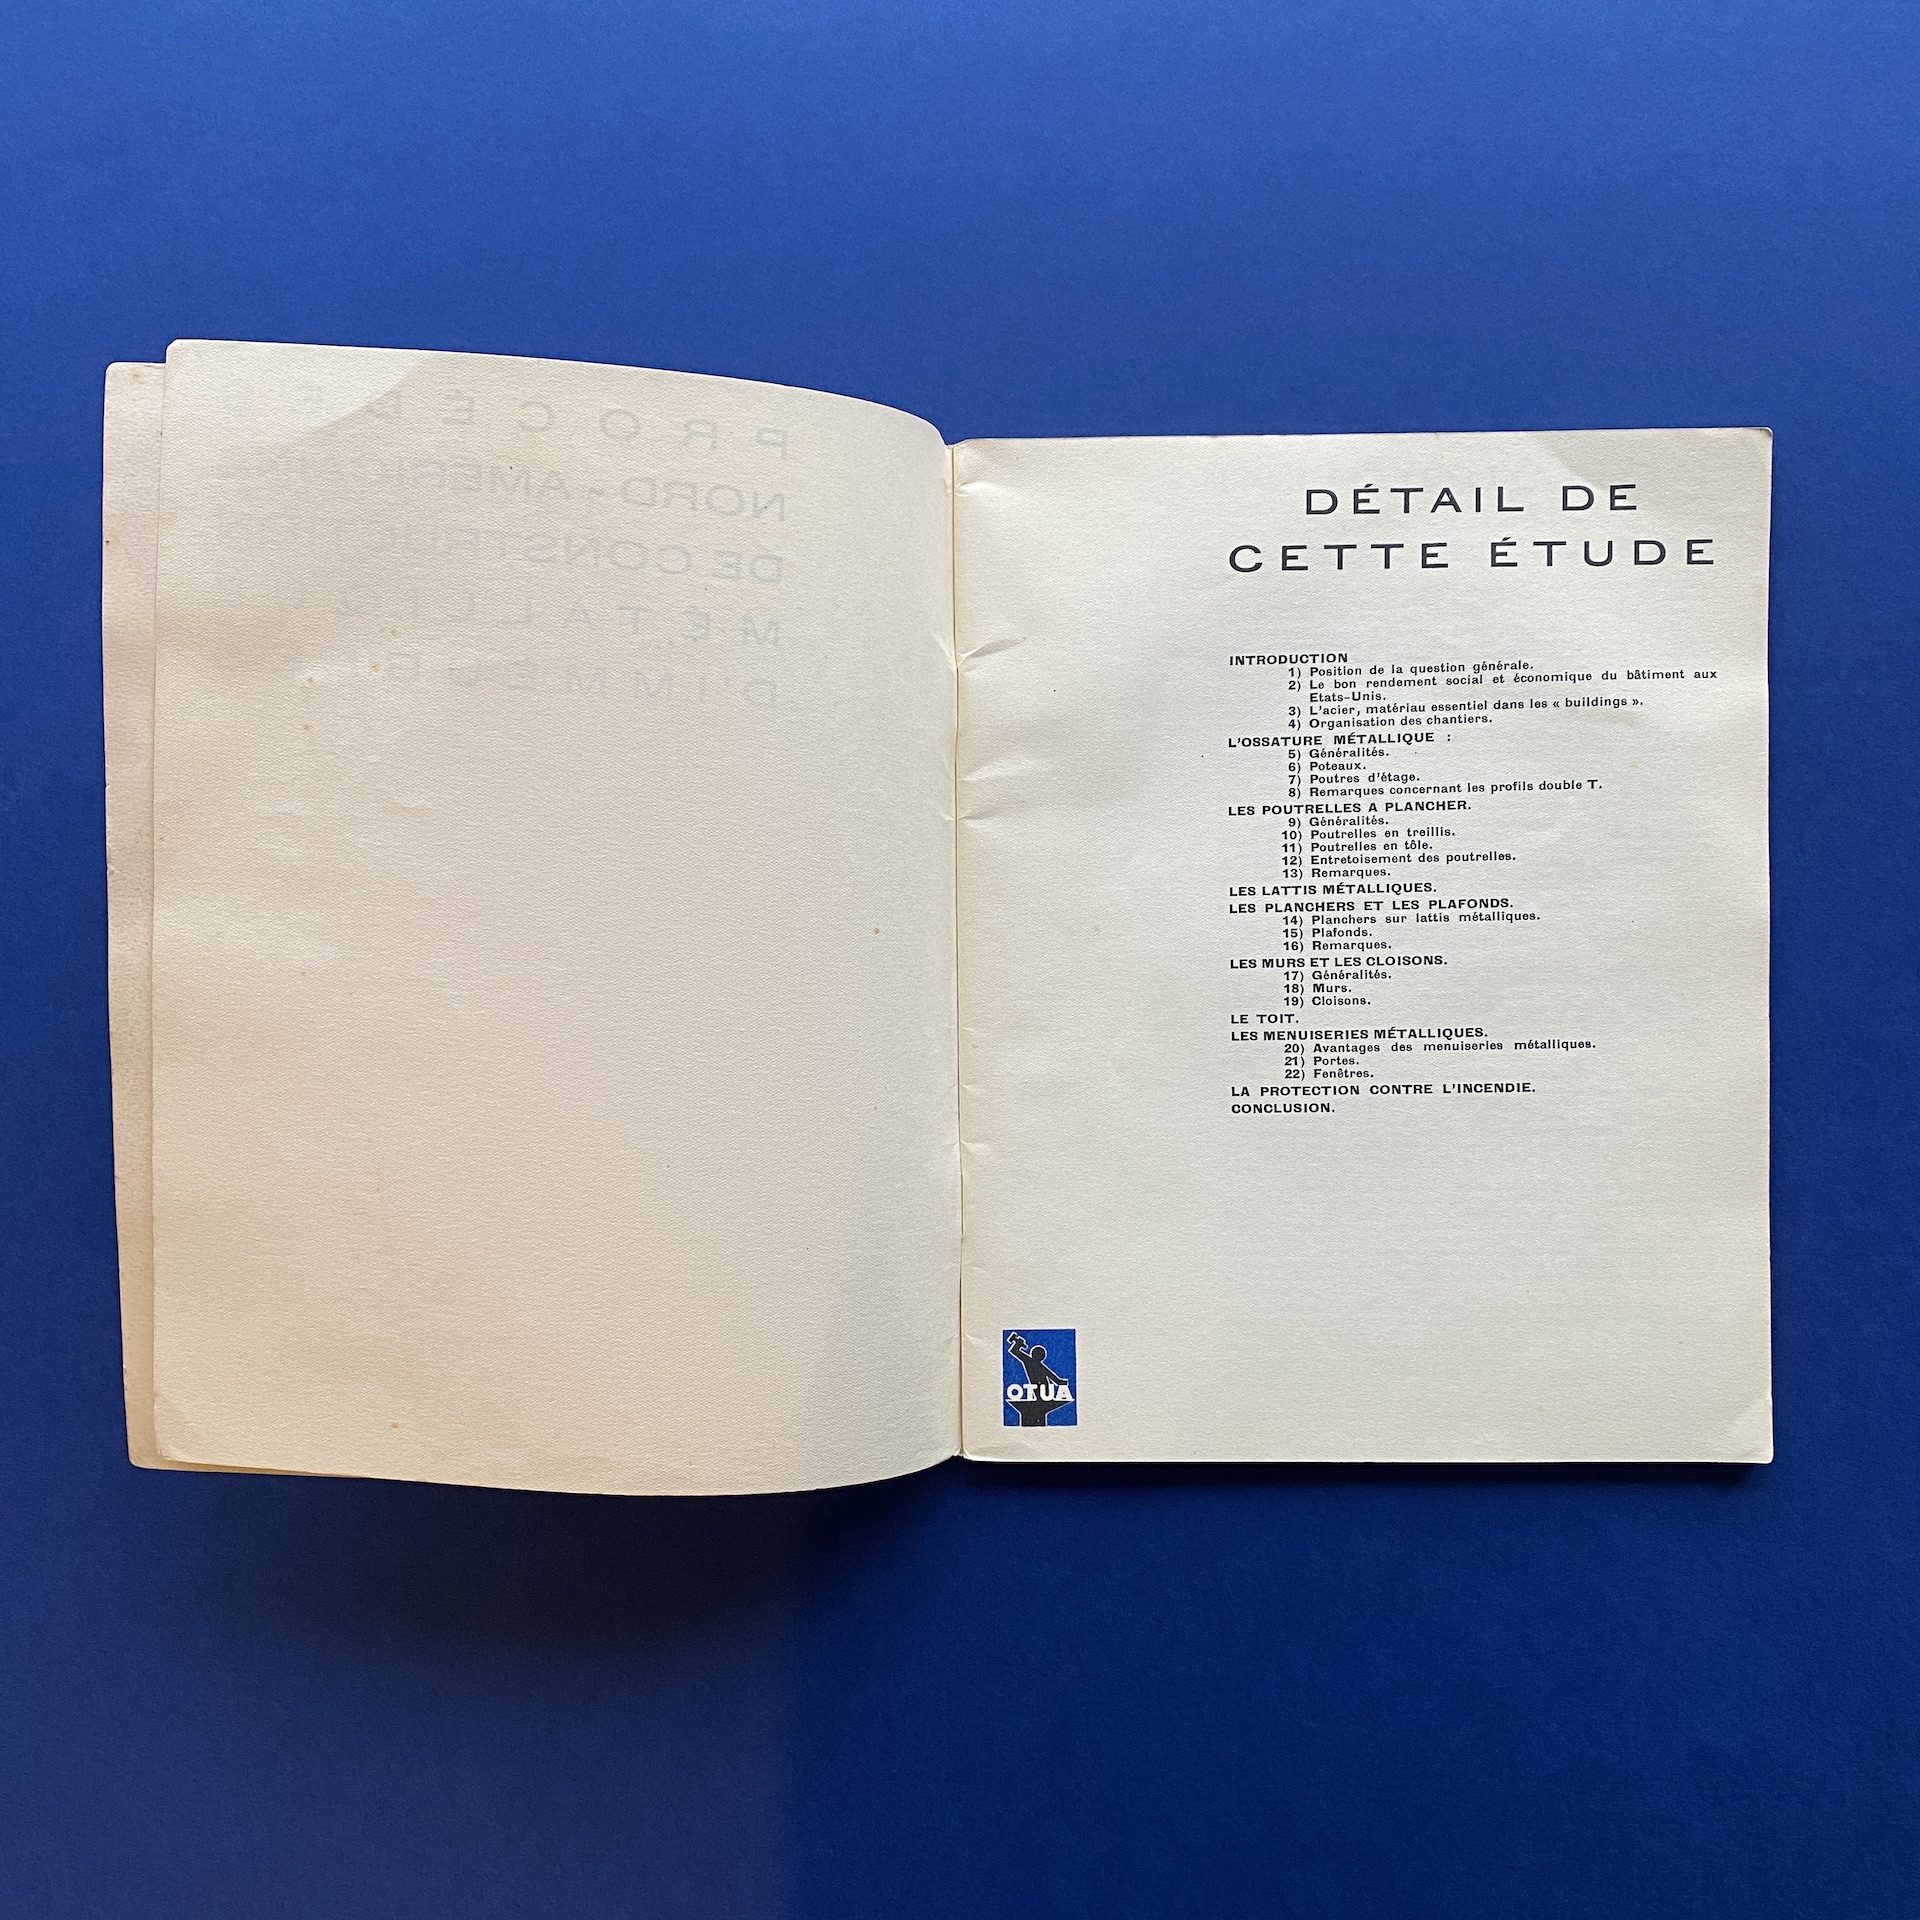 PROCÉDÉS
NORD-AMÉRICAINS
DE
MÉTALLIQUE
DÉTAIL DE
CETTE ÉTUDE
INTRODUCTION
1) Position de la question générale.
2) Le bon rendement social et économique du bâtiment aux
Etats-Unis.
3) L'acier, matériau essentiel dans les « buildings ».
4) Organisation des chantiers.
L'OSSATURE MÉTALLIQUE :
5) Généralités.
6) Poteaux.
7) Poutres d'étage.
8) Remarques concernant les profils double T.
LES POUTRELLES A PLANCHER.
9) Généralités.
10) Poutrelles en treillis.
11) Poutrelles en tôle.
12) Entretoisement des poutrelles.
13) Remarques.
LES LATTIS MÉTALLIQUES.
LES PLANCHERS ET LES PLAFONDS.
14) Planchers sur lattis métalliques.
15) Plafonds.
16) Remarques.
LES MURS ET LES CLOISONS.
17) Généralités.
18) Murs.
19) Cloisons.
LE TOIT.
LES MENUISERIES MÉTALLIQUES.
20) Avantages des menuiseries métalliques.
21) Portes.
22) Fenêtres.
LA PROTECTION CONTRE L'INCENDIE.
CONCLUSION.
OTUA